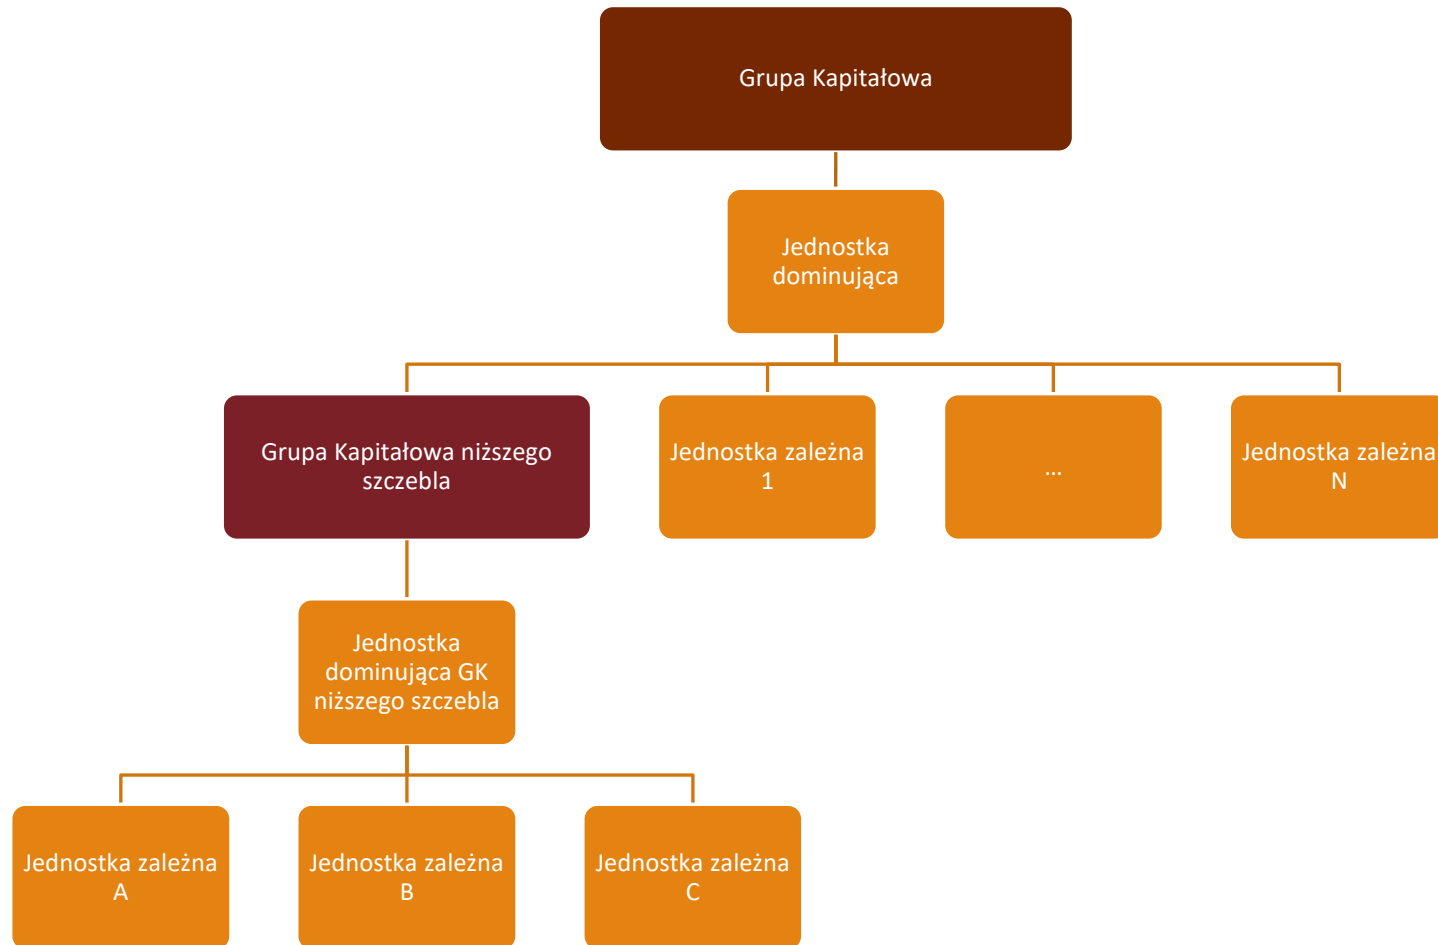 Grupa Kapitałowa
Jednostka
dominująca
Grupa Kapitałowa niższego
szczebla
Jednostka zależna
1
...
Jednostka zależna
N
Jednostka
dominująca GK
niższego szczebla
Jednostka zależna
A
Jednostka zależna
B
Jednostka zależna
C